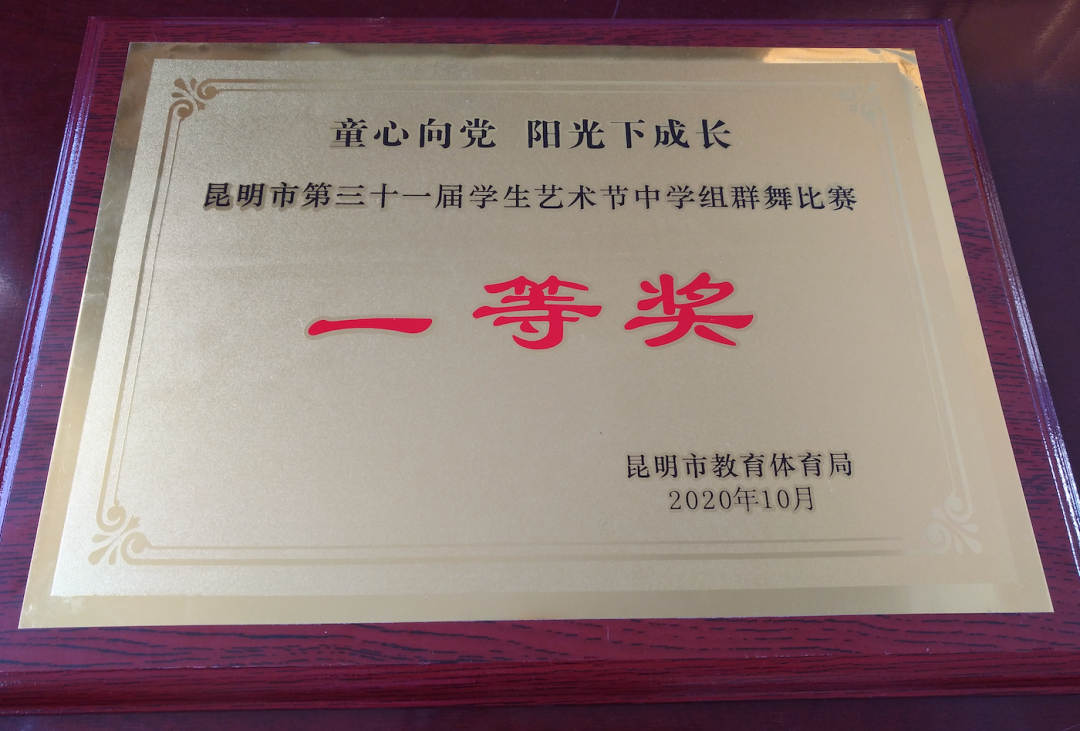 童心向党 阳光下成长
昆明市第三十一届学生艺术节中学组群舞比赛
一等奖
昆明市教育体育局
2020年10月